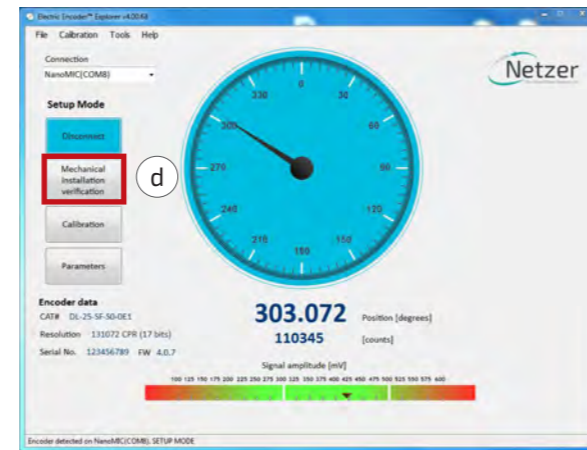 Electric Encoder™ Explorer v4.00.68
File Calibration Tools Help
Connection
NanoMIC(COM8)
Netzer
Setup Mode
Disconnect
Mechanical
installation
verification
d
Calibration
Parameters
0
30
60
90
120
150
180
210
240
270
300
330
Encoder data
CAT# DL-25-SF-S0-0E1
Resolution 131072 CPR (17 bits)
Serial No. 123456789 FW 4.0.7
303.072 Position [degrees]
110345 [counts]
Signal amplitude [mV]
100 125 150 175 200 225 250 275 300 325 350 375 400 425 450 475 500 525 550 575 600
Encoder detected on NanoMIC(COM8). SETUP MODE